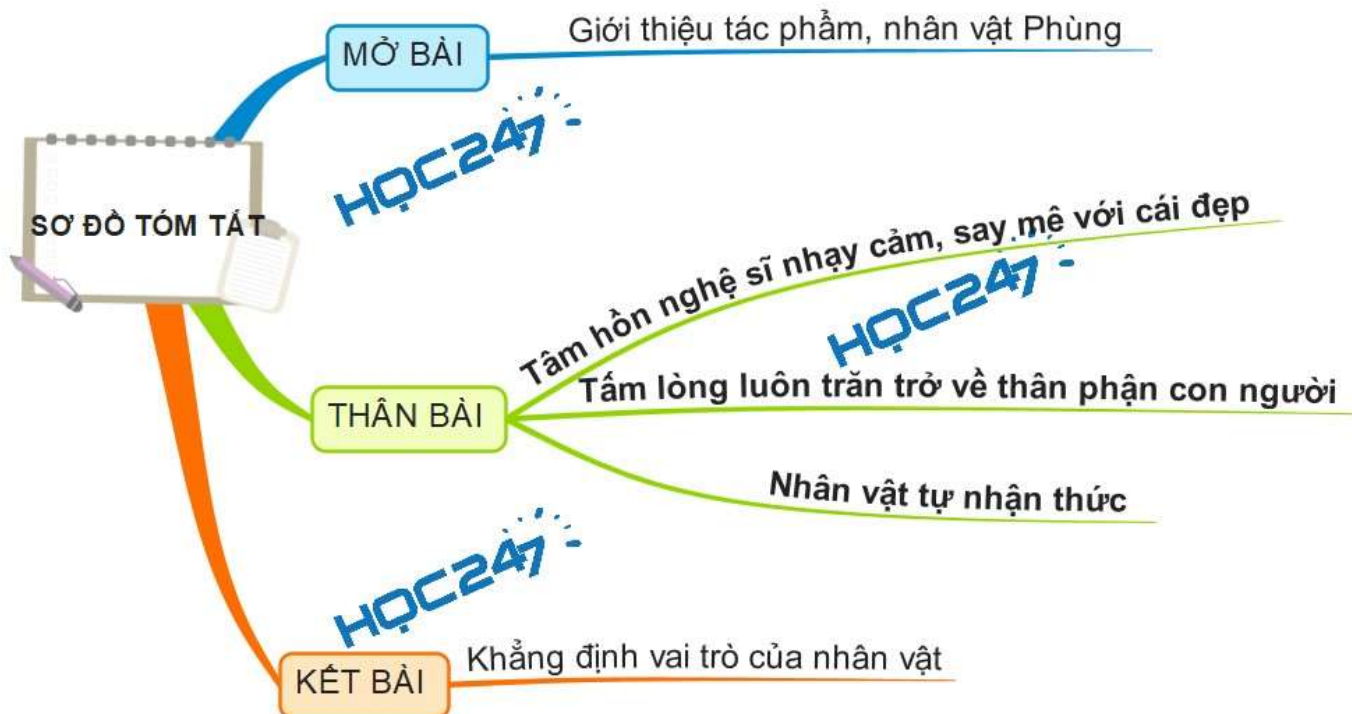 SƠ ĐỒ TÓM TẮT
MỞ BÀI
Giới thiệu tác phẩm, nhân vật Phùng
HỌC247
THÂN BÀI
Tâm hồn nghệ sĩ nhạy cảm, say mê với cái đẹp
HỌC247
Tấm lòng luôn trăn trở về thân phận con người
Nhân vật tự nhận thức
HỌC247
KẾT BÀI
Khẳng định vai trò của nhân vật